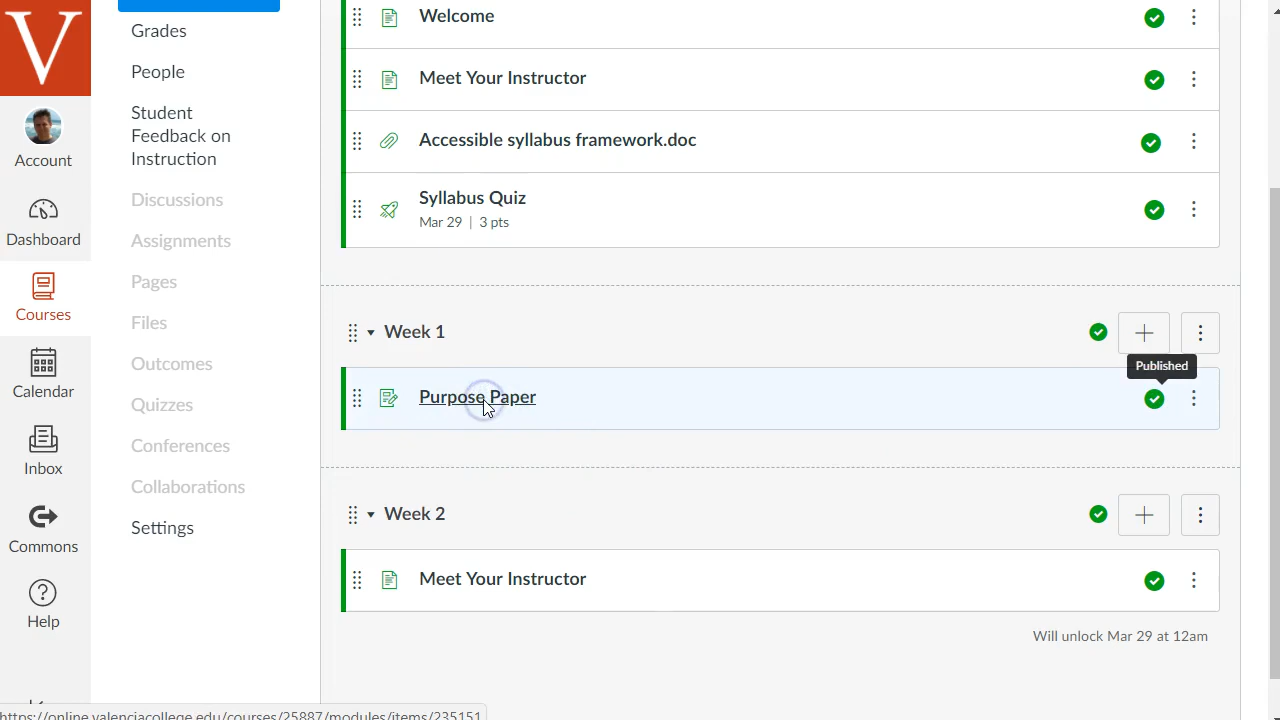 V
Account
Dashboard
Courses
Calendar
Inbox
Commons
Help
Grades
People
Student
Feedback on
Instruction
Discussions
Assignments
Pages
Files
Outcomes
Quizzes
Conferences
Collaborations
Settings
Welcome
Meet Your Instructor
Accessible syllabus framework.doc
Syllabus Quiz
Mar 29 | 3 pts
Week 1
Published
Purpose Paper
Week 2
Meet Your Instructor
Will unlock Mar 29 at 12am
https://online.valenciacollege.edu/courses/25887/modules/items/235151